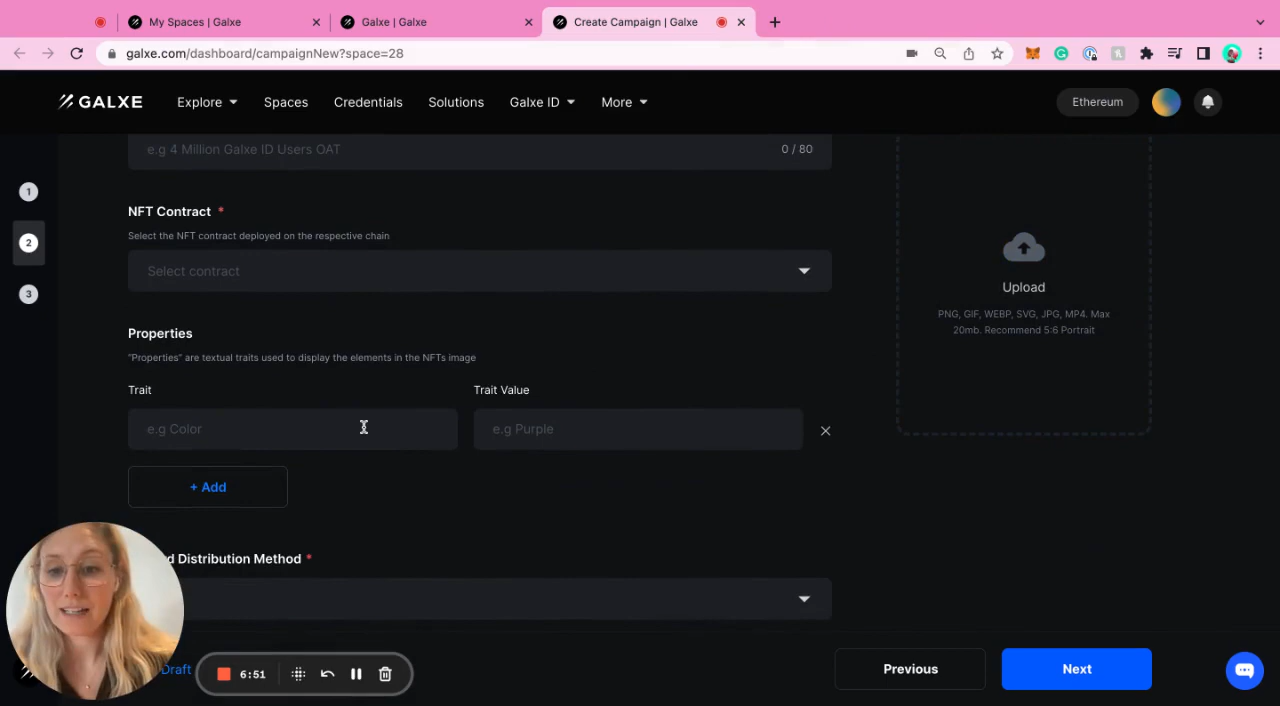 My Spaces | Galxe
Galxe | Galxe
Create Campaign | Galxe
galxe.com/dashboard/campaignNew?space=28
GALXE
Explore
Spaces
Credentials
Solutions
Galxe ID
More
Ethereum
e.g 4 Million Galxe ID Users OAT
0 / 80
1
2
3
NFT Contract *
Select the NFT contract deployed on the respective chain
Select contract
Upload
PNG, GIF, WEBP, SVG, JPG, MP4. Max
20mb. Recommend 5:6 Portrait
Properties
"Properties" are textual traits used to display the elements in the NFTs image
Trait
Trait Value
e.g Color
e.g Purple
+ Add
d Distribution Method *
Draft
6:51
Previous
Next